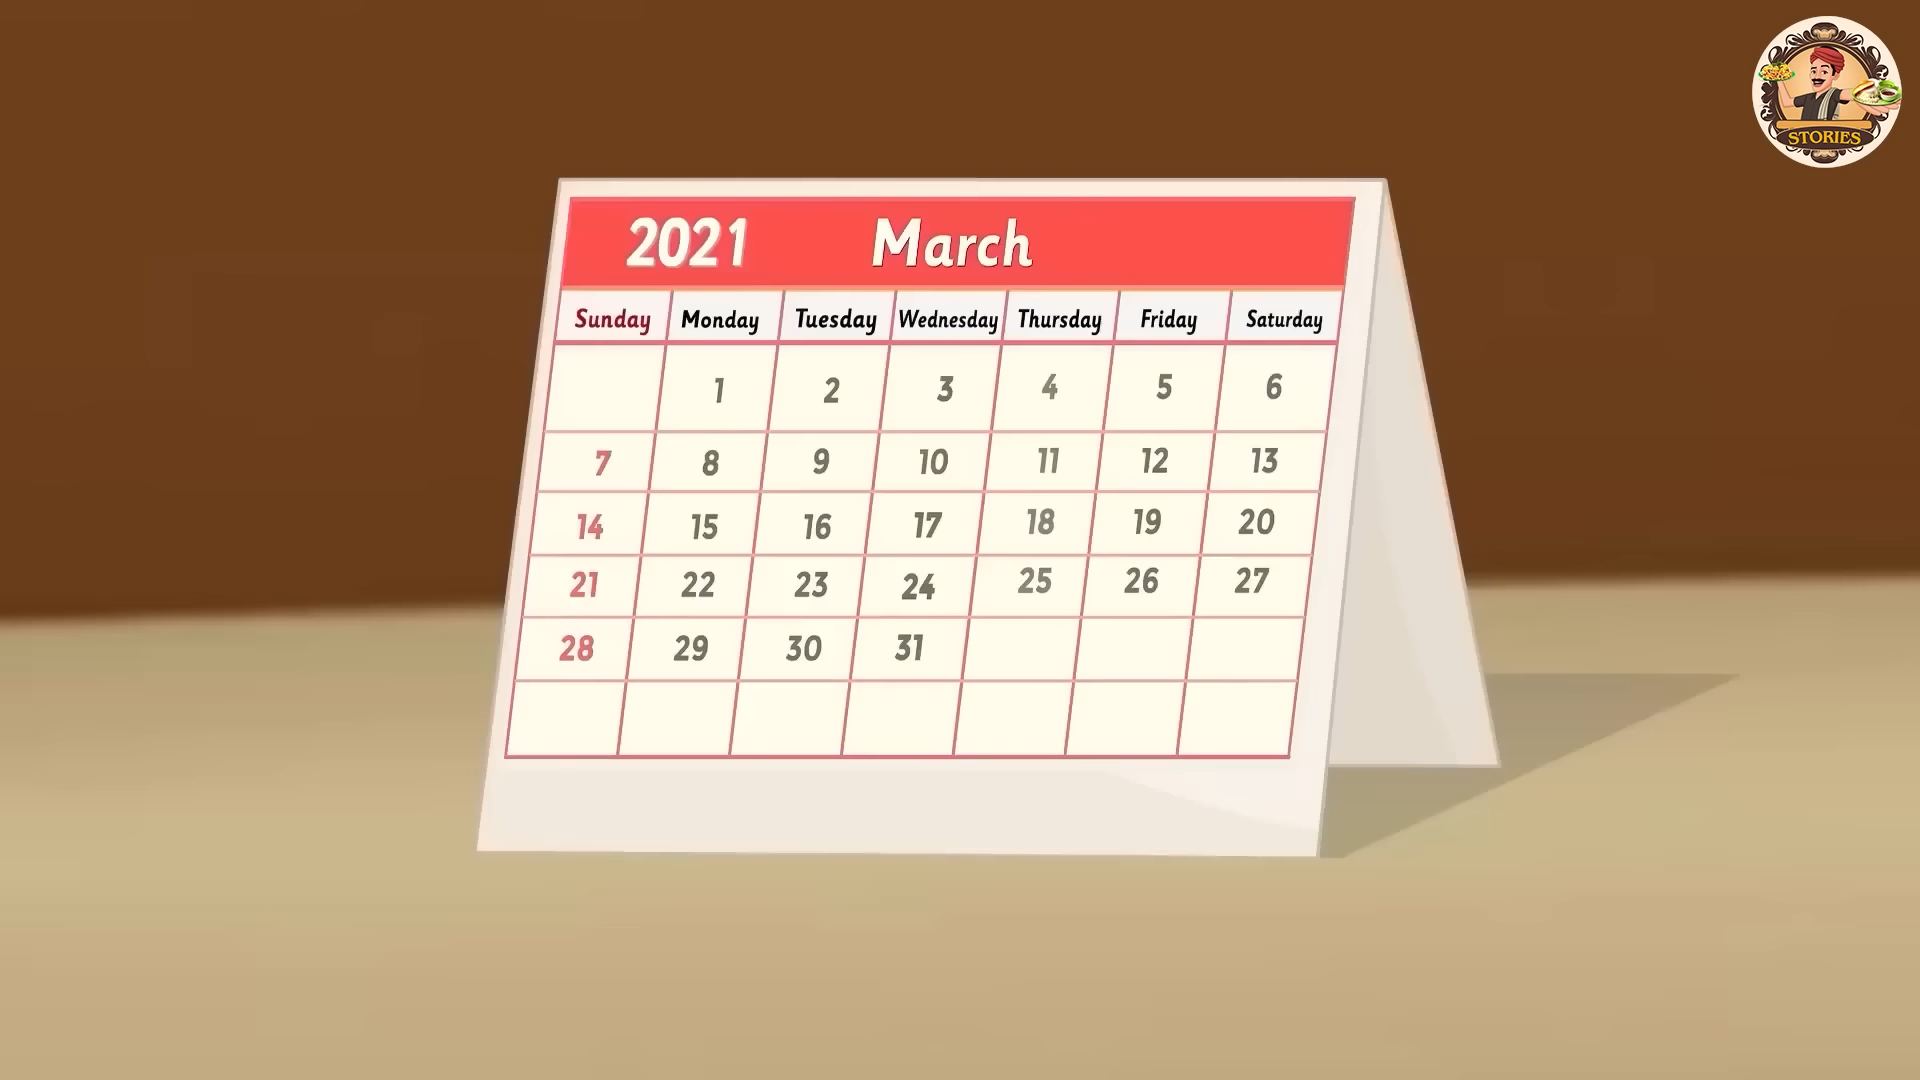 2021 March
Sunday Monday Tuesday Wednesday Thursday Friday Saturday
1 2 3 4 5 6
7 8 9 10 11 12 13
14 15 16 17 18 19 20
21 22 23 24 25 26 27
28 29 30 31
STORIES